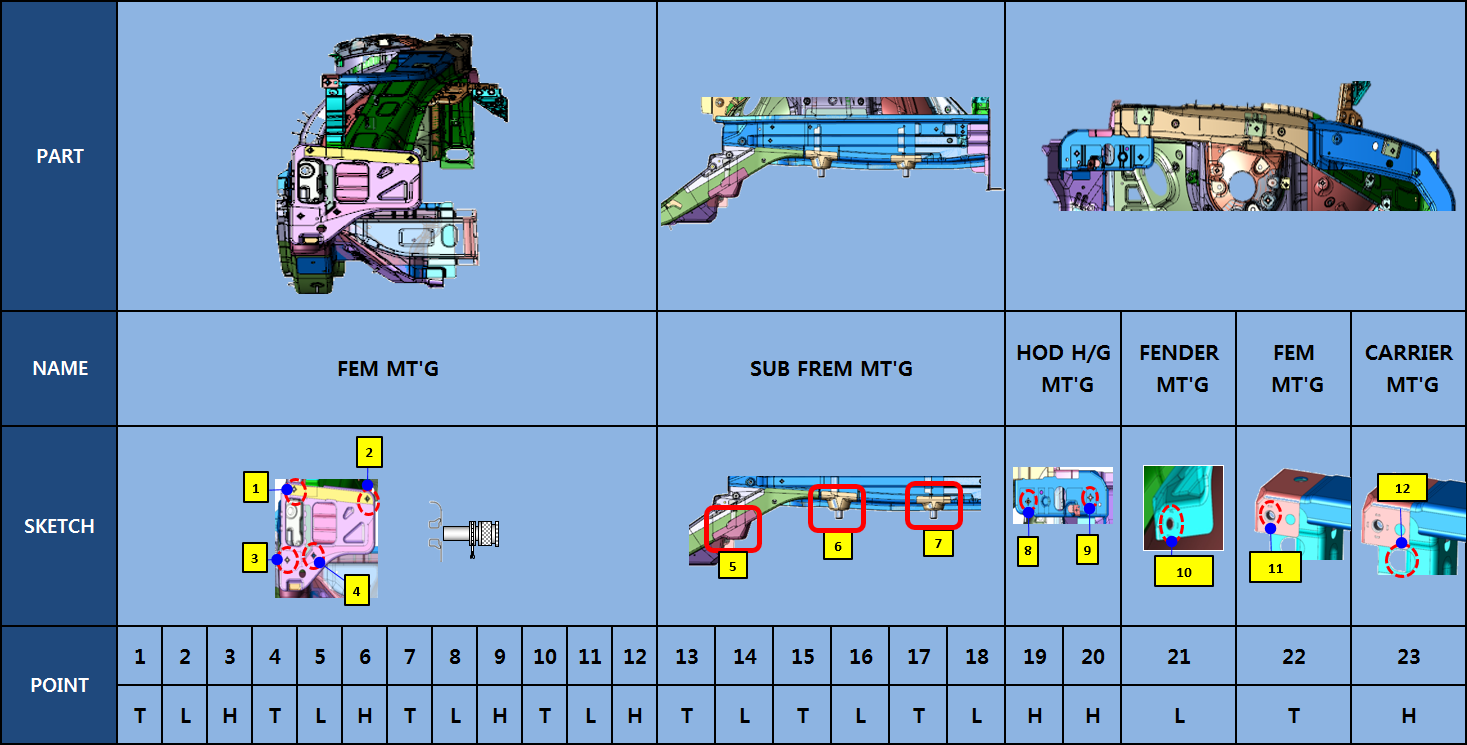 PART
NAME
FEM MT'G
SUB FREM MT'G
HOD H/G
MT'G
FENDER
MT'G
FEM
MT'G
CARRIER
MT'G
SKETCH
1
2
3
4
5
6
7
8
9
10
11
12
POINT
1 2 3 4 5 6 7 8 9 10 11 12 13 14 15 16 17 18 19 20 21 22 23
T L H T L H T L H T L H T L T L T L H H L T H